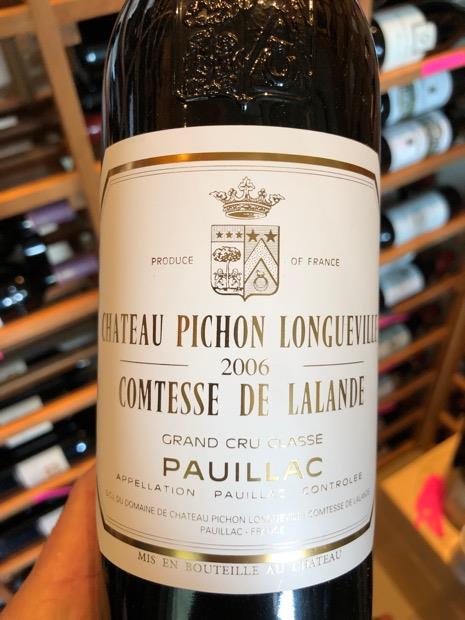 PRODUCE OF FRANCE
CHATEAU PICHON LONGUEVILLE
2006
COMTESSE DE LALANDE
GRAND CRU CLASSE
PAUILLAC
APPELLATION PAUILLAC CONTROLEE
DU DOMAINE DE CHATEAU PICHON LONGUEVILLE COMTESSE DE LALANDE
PAUILLAC - FRANCE
MIS EN BOUTEILLE AU CHATEAU